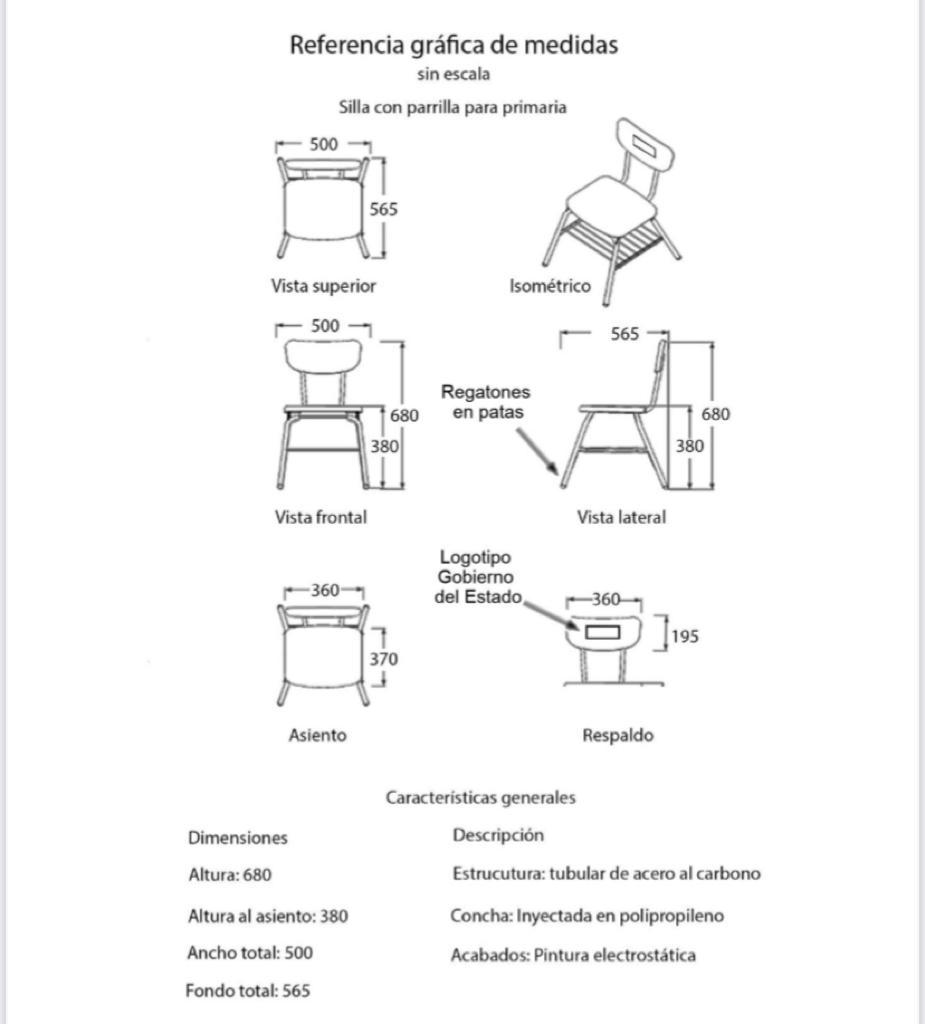 Referencia gráfica de medidas
sin escala
Silla con parrilla para primaria
500
565
Vista superior
Isométrico
500
680
380
Vista frontal
565
Regatones
en patas
680
380
Vista lateral
360
370
Asiento
Logotipo
Gobierno
del Estado
360
195
Respaldo
Características generales
Dimensiones
Altura: 680
Altura al asiento: 380
Ancho total: 500
Fondo total: 565
Descripción
Estrucutura: tubular de acero al carbono
Concha: Inyectada en polipropileno
Acabados: Pintura electrostática